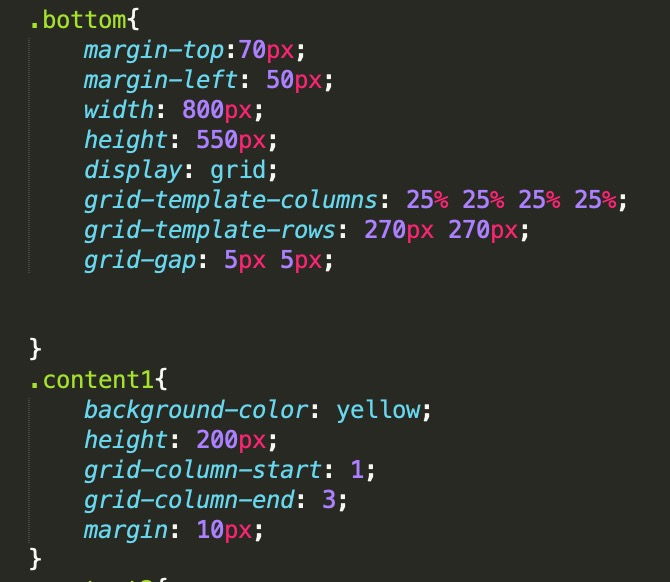 .bottom{
margin-top:70px;
margin-left: 50px;
width: 800px;
height: 550px;
display: grid;
grid-template-columns: 25% 25% 25% 25%;
grid-template-rows: 270px 270px;
grid-gap: 5px 5px;
}
.content1{
background-color: yellow;
height: 200px;
grid-column-start: 1;
grid-column-end: 3;
margin: 10px;
}